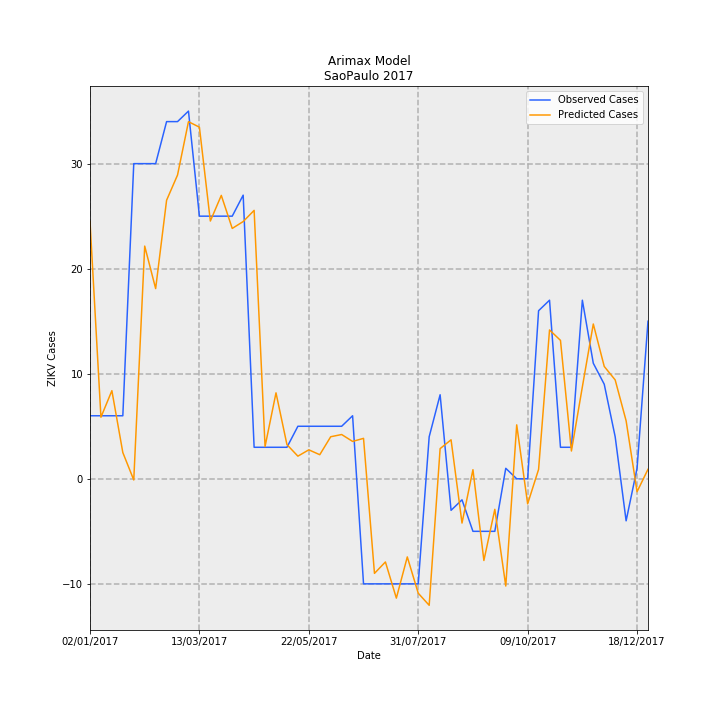 Arimax Model
SaoPaulo 2017
Observed Cases
Predicted Cases
ZIKV Cases
30
20
10
0
−10
02/01/2017
13/03/2017
22/05/2017
31/07/2017
09/10/2017
18/12/2017
Date